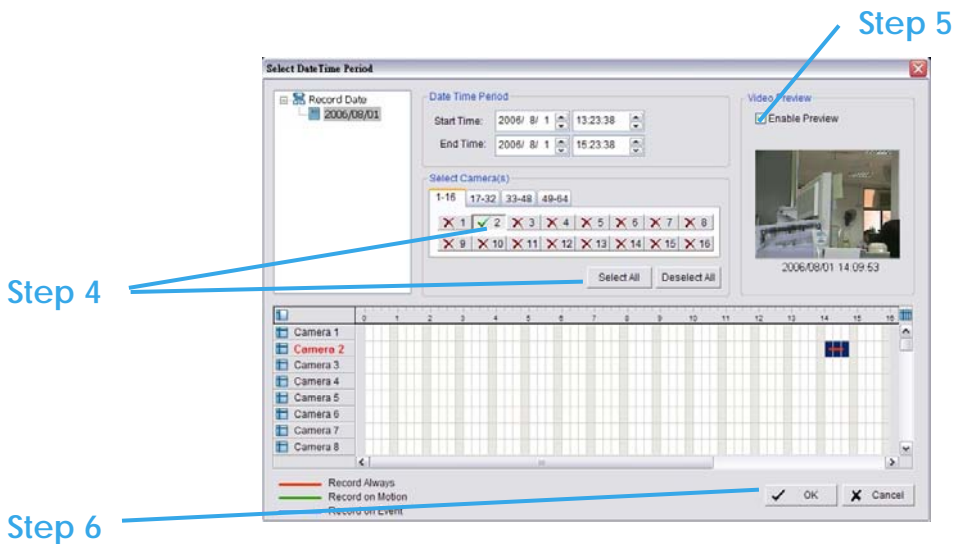 Step 5
Select DateTime Period
Record Date
2006/08/01
Date Time Period
Start Time: 2006/ 8/ 1 13:23:38
End Time: 2006/ 8/ 1 15:23:38
Select Camera(s)
1-16 17-32 33-48 49-64
1 2 3 4 5 6 7 8
9 10 11 12 13 14 15 16
Select All Deselect All
Video Preview
Enable Preview
2006/08/01 14:09:53
Step 4
0 1 2 3 4 5 6 7 8 9 10 11 12 13 14 15 16
Camera 1
Camera 2
Camera 3
Camera 4
Camera 5
Camera 6
Camera 7
Camera 8
Record Always
Record on Motion
Record on Event
OK Cancel
Step 6